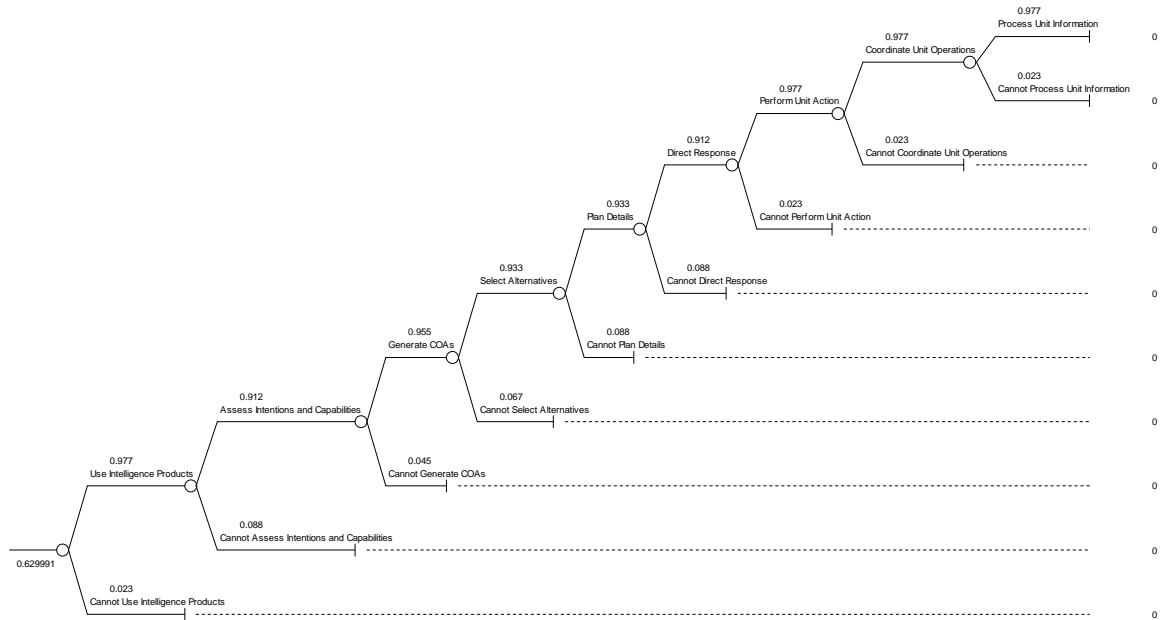 0.977
Process Unit Information
0
0.977
Coordinate Unit Operations
0.023
Cannot Process Unit Information
0
0.977
Perform Unit Action
0.023
Cannot Coordinate Unit Operations
0
0.912
Direct Response
0.023
Cannot Perform Unit Action
0
0.933
Plan Details
0.088
Cannot Direct Response
0
0.933
Select Alternatives
0.088
Cannot Plan Details
0
0.955
Generate COAs
0.067
Cannot Select Alternatives
0
0.912
Assess Intentions and Capabilities
0.045
Cannot Generate COAs
0
0.977
Use Intelligence Products
0.088
Cannot Assess Intentions and Capabilities
0
0.629991
0.023
Cannot Use Intelligence Products
0